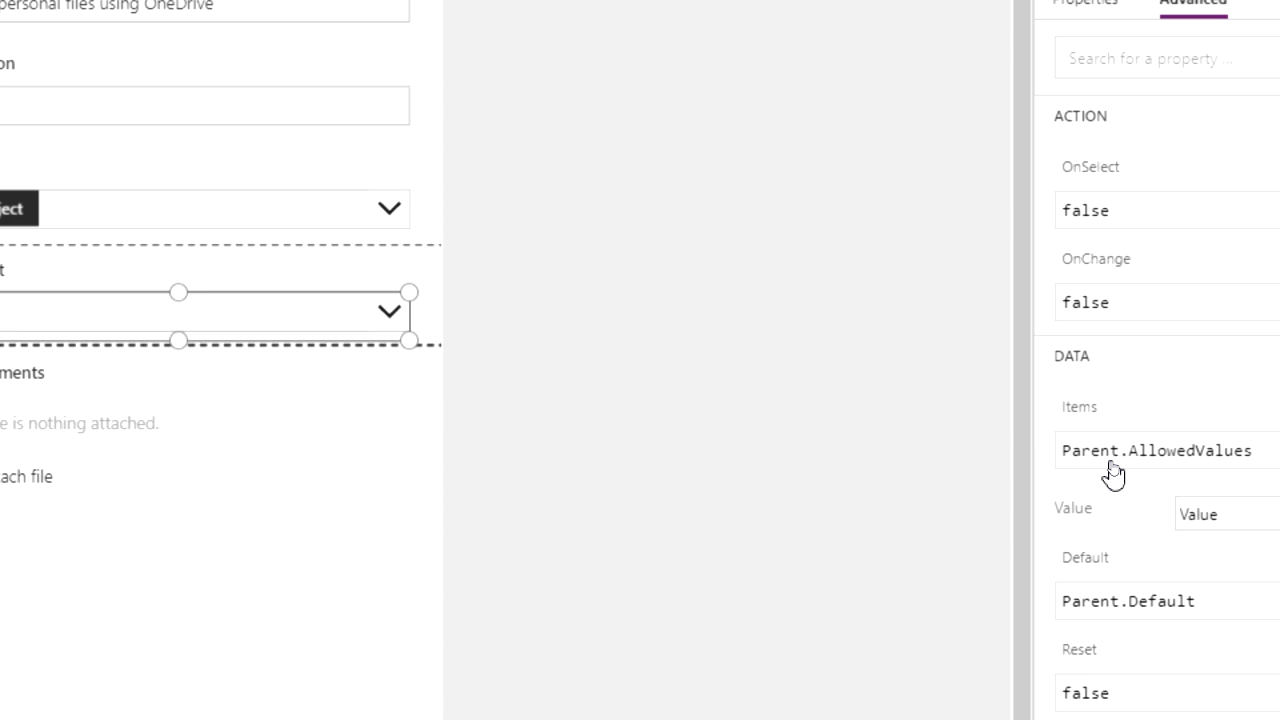 personal files using OneDrive
on
ject
t
ments
e is nothing attached.
ach file
Properties Advanced
Search for a property ...
ACTION
OnSelect
false
OnChange
false
DATA
Items
Parent.AllowedValues
Value Value
Default
Parent.Default
Reset
false